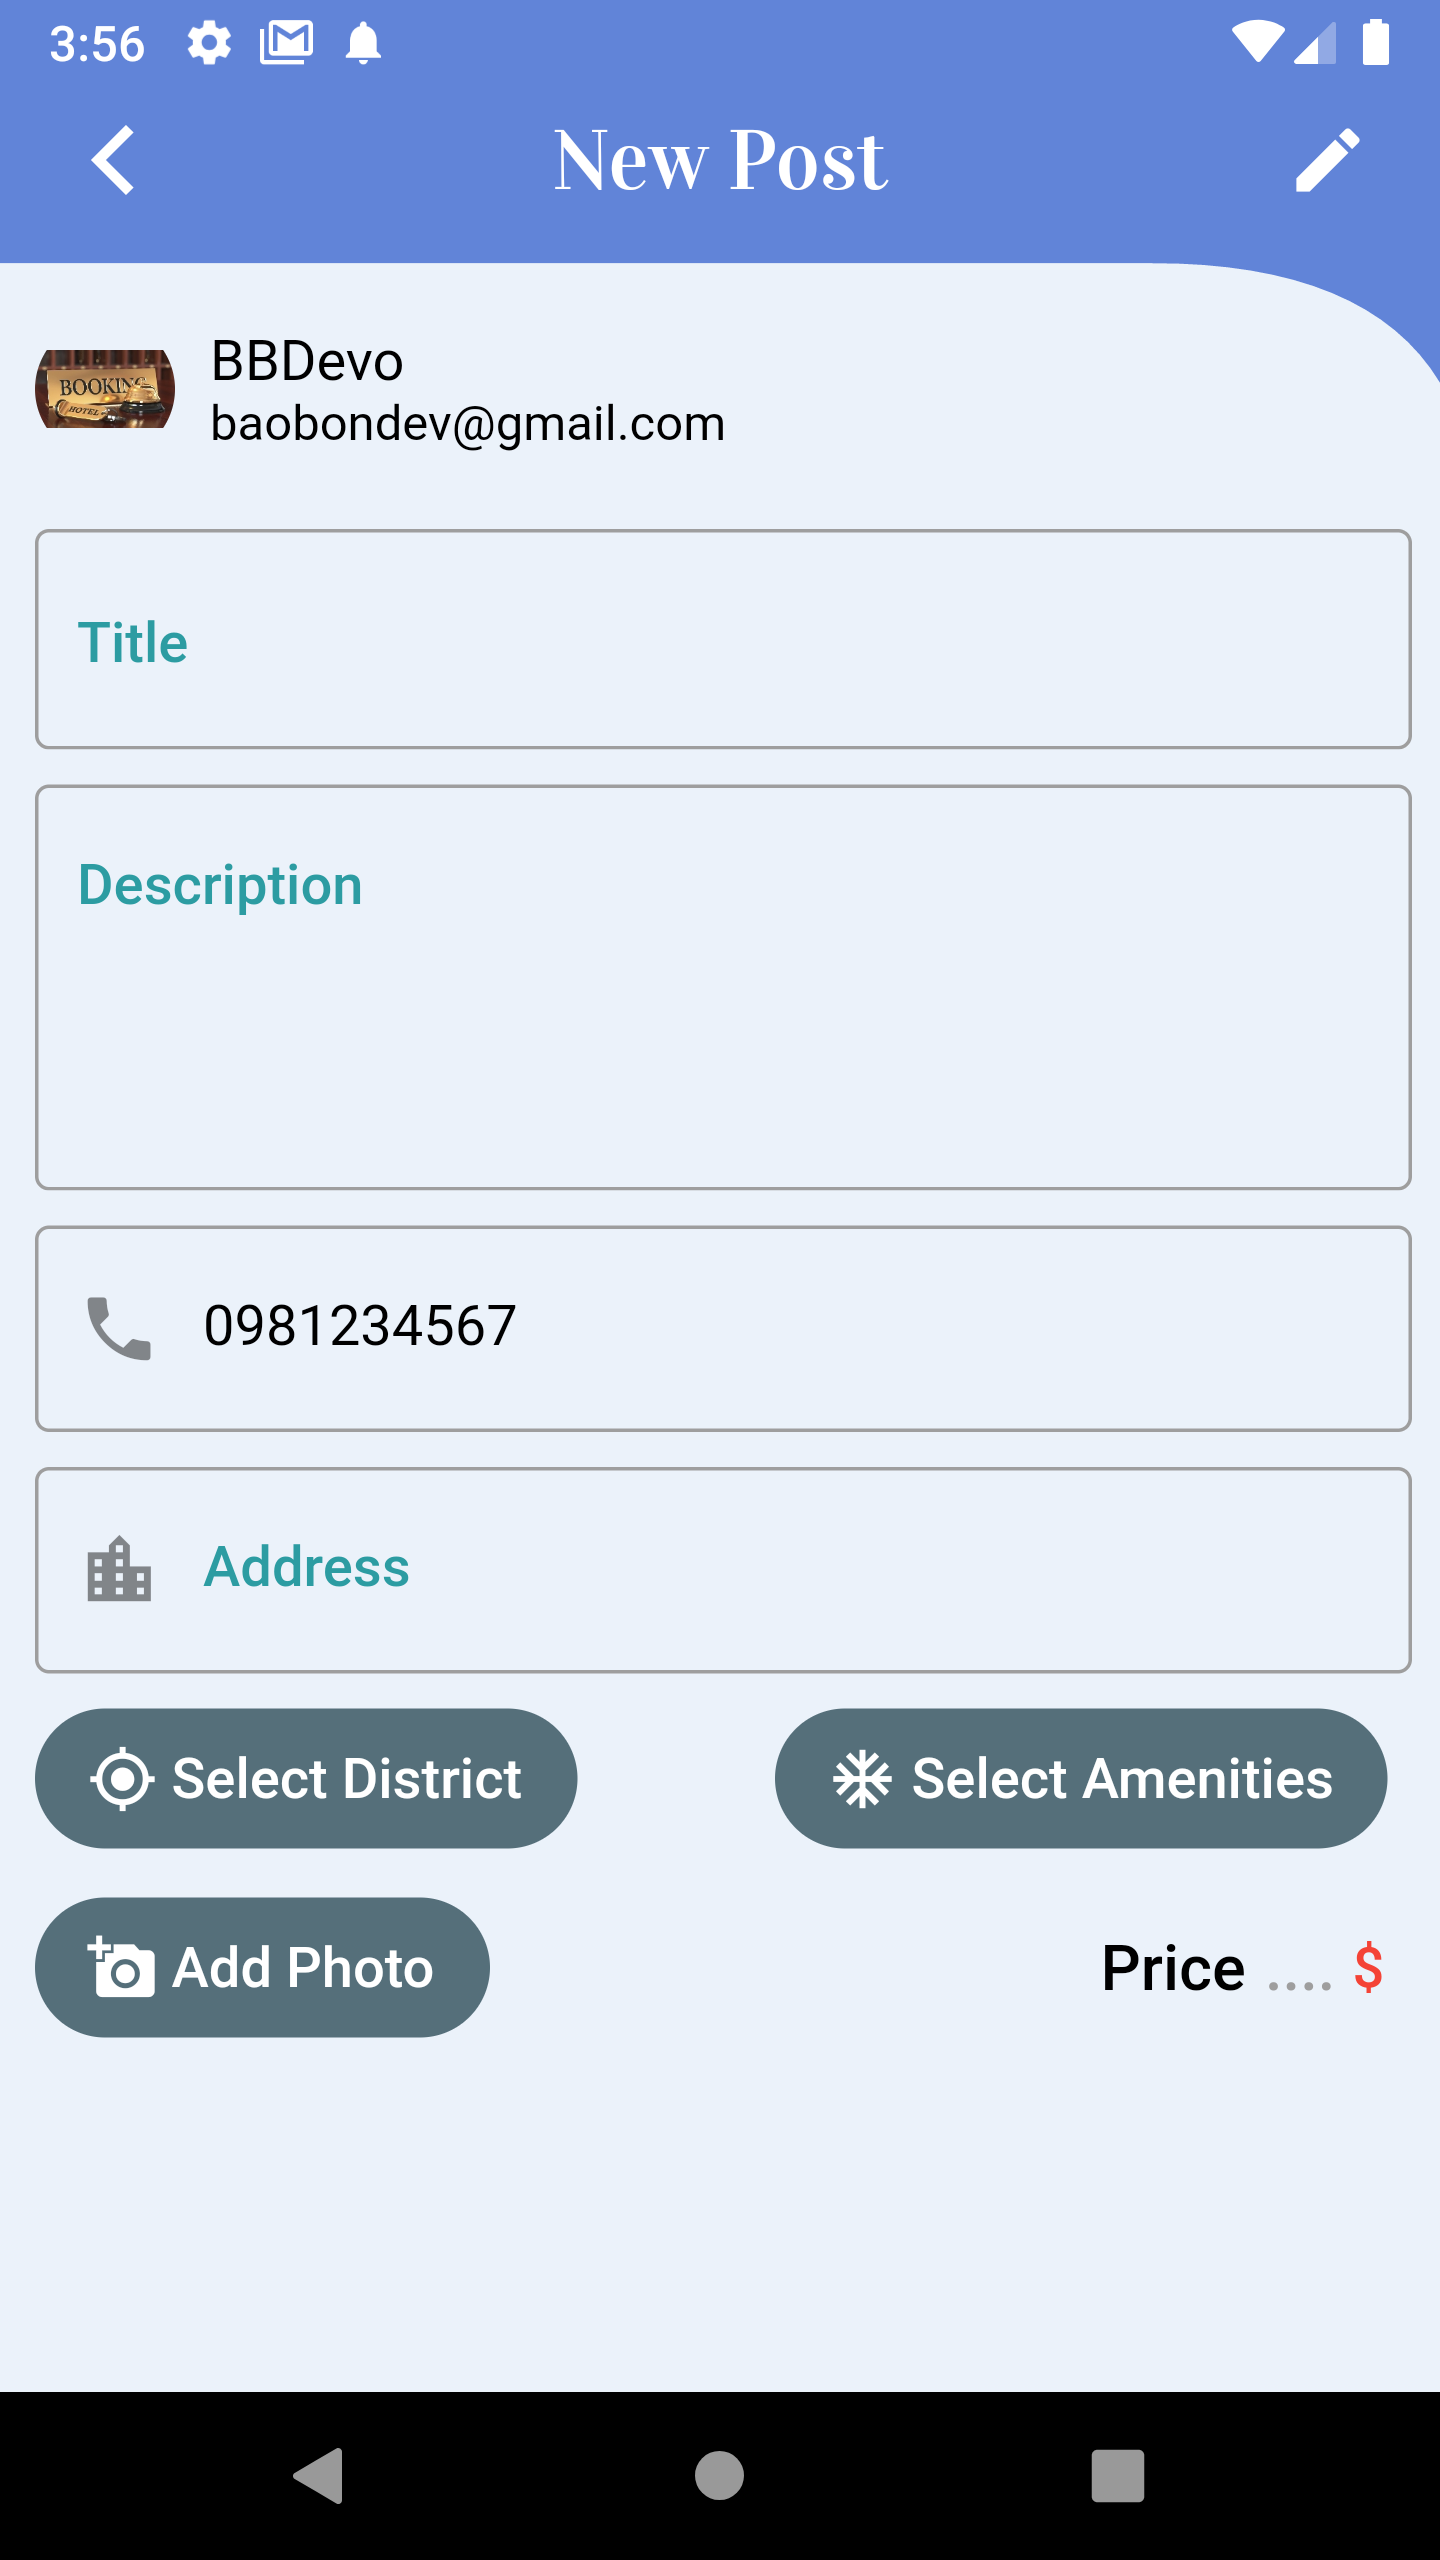 3:56
New Post
BOOKING
HOTEL
BBDevo
baobondev@gmail.com
Title
Description
0981234567
Address
Select District
Select Amenities
Add Photo
Price .... $